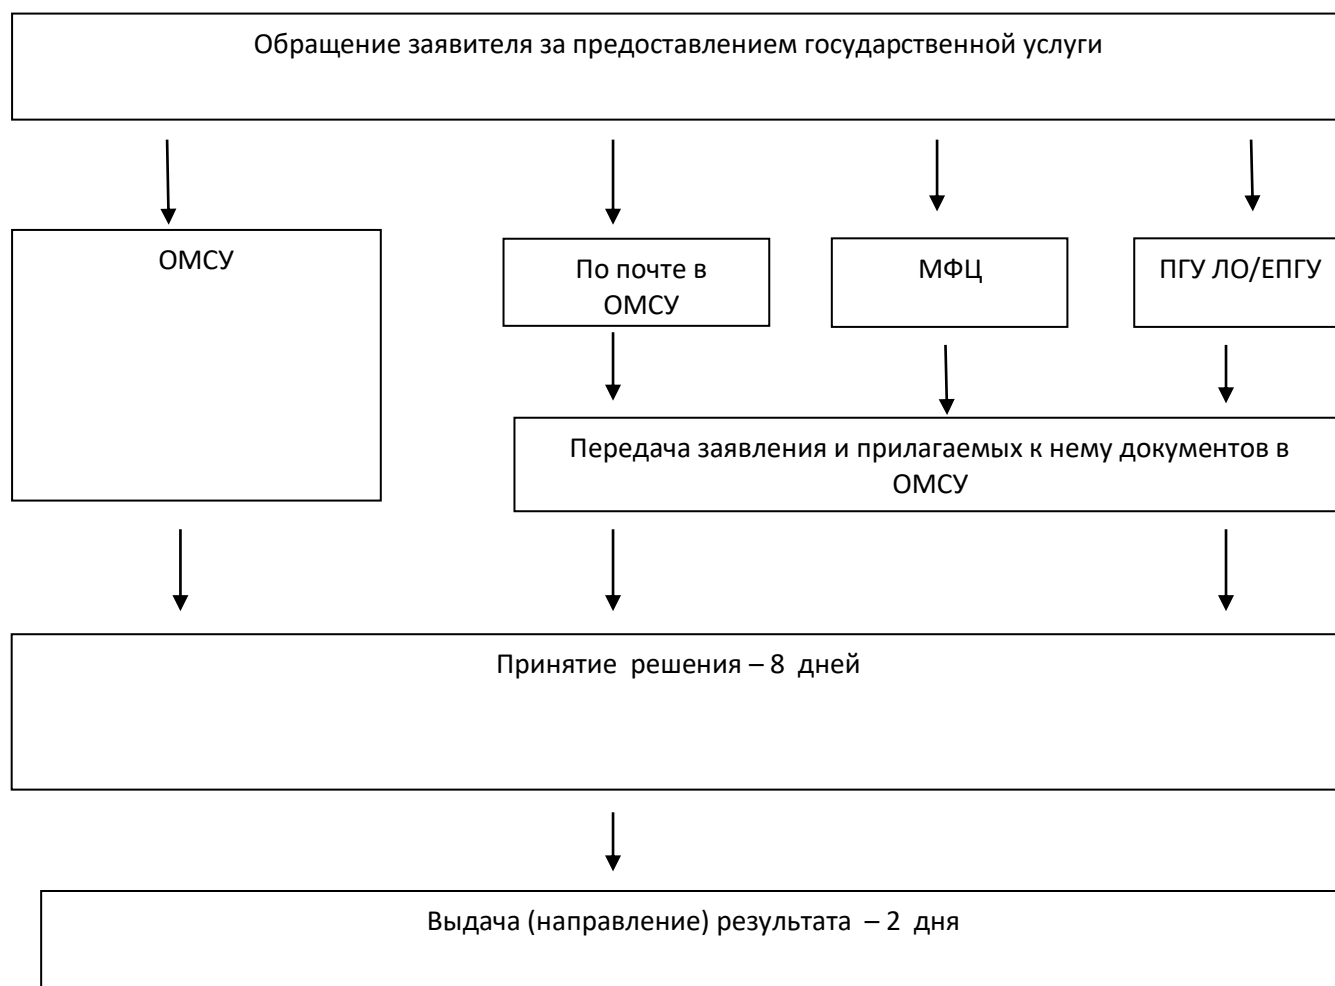 Обращение заявителя за предоставлением государственной услуги
ОМСУ
По почте в
ОМСУ
МФЦ
ПГУ ЛО/ЕПГУ
Передача заявления и прилагаемых к нему документов в
ОМСУ
Принятие решения – 8 дней
Выдача (направление) результата – 2 дня